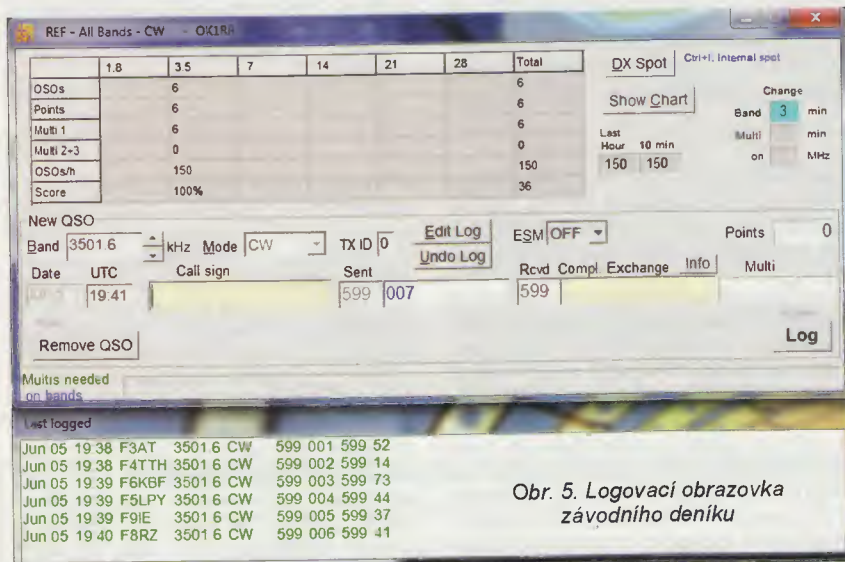 REF - All Bands - CW - OK1RR
1.8 3.5 7 14 21 28 Total
QSOs 6 6
Points 6 6
Multi 1 6 6
Multi 2+3 0 0
QSOs/h 150 150
Score 100% 36
DX Spot Ctrl+I, Internal spot
Show Chart
Change
Band 3 min
Multi min
on MHz
Last
Hour 10 min
150 150
New QSO
Band 3501.6 kHz Mode CW TX ID 0 Edit Log ESM OFF Points 0
Undo Log
Date UTC Call sign Sent Rcvd Compl. Exchange Info Multi
19:41 599 007 599
Remove QSO
Log
Multis needed
on bands
Last logged
Jun 05 19:38 F3AT 3501.6 CW 599 001 599 52
Jun 05 19:38 F4TTH 3501.6 CW 599 002 599 14
Jun 05 19:39 F6KBF 3501.6 CW 599 003 599 73
Jun 05 19:39 F5LPY 3501.6 CW 599 004 599 44
Jun 05 19:39 F9IE 3501.6 CW 599 005 599 37
Jun 05 19:40 F8RZ 3501.6 CW 599 006 599 41
Obr. 5. Logovací obrazovka
závodního deníku